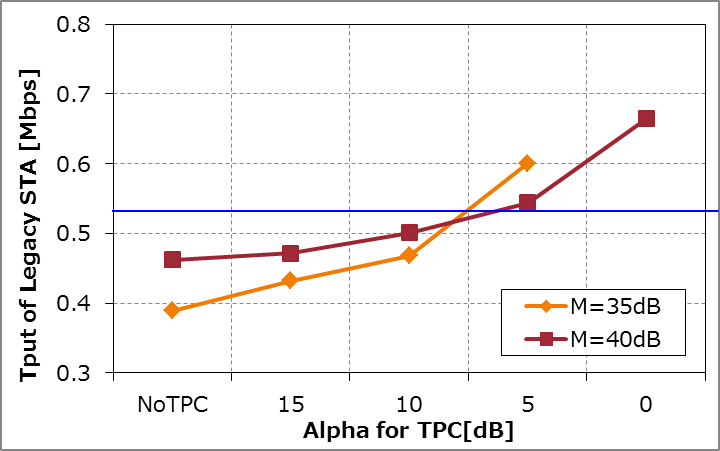 Tput of Legacy STA [Mbps]
0.8
0.7
0.6
0.5
0.4
0.3
M=35dB
M=40dB
NoTPC 15 10 5 0
Alpha for TPC[dB]